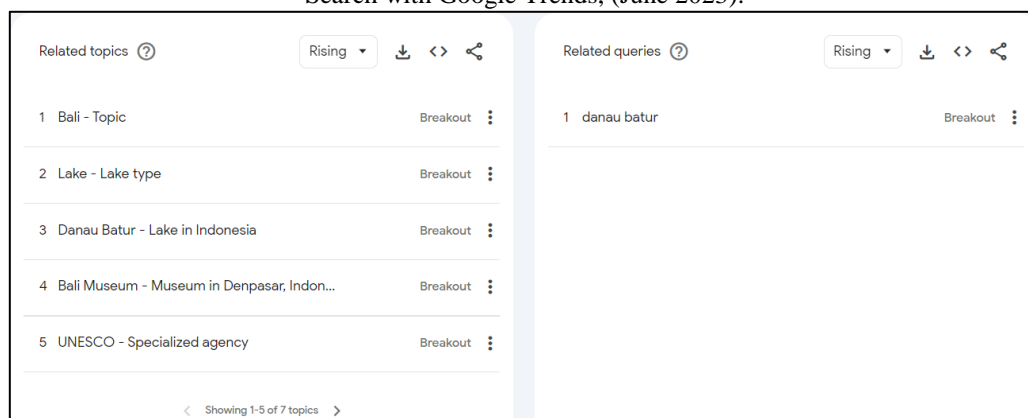 Search with Google Trends, (June 2023).
Related topics
Rising
1 Bali - Topic Breakout
2 Lake - Lake type Breakout
3 Danau Batur - Lake in Indonesia Breakout
4 Bali Museum - Museum in Denpasar, Indon... Breakout
5 UNESCO - Specialized agency Breakout
Showing 1-5 of 7 topics
Related queries
Rising
1 danau batur Breakout